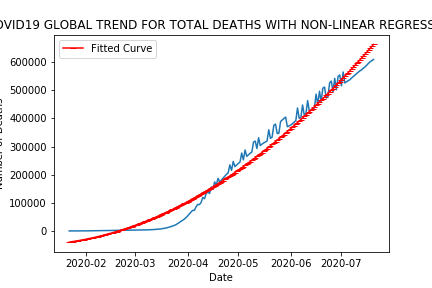 OVID19 GLOBAL TREND FOR TOTAL DEATHS WITH NON-LINEAR REGRESS
Fitted Curve
600000
500000
400000
300000
200000
100000
0
Number of Deaths
2020-02 2020-03 2020-04 2020-05 2020-06 2020-07
Date